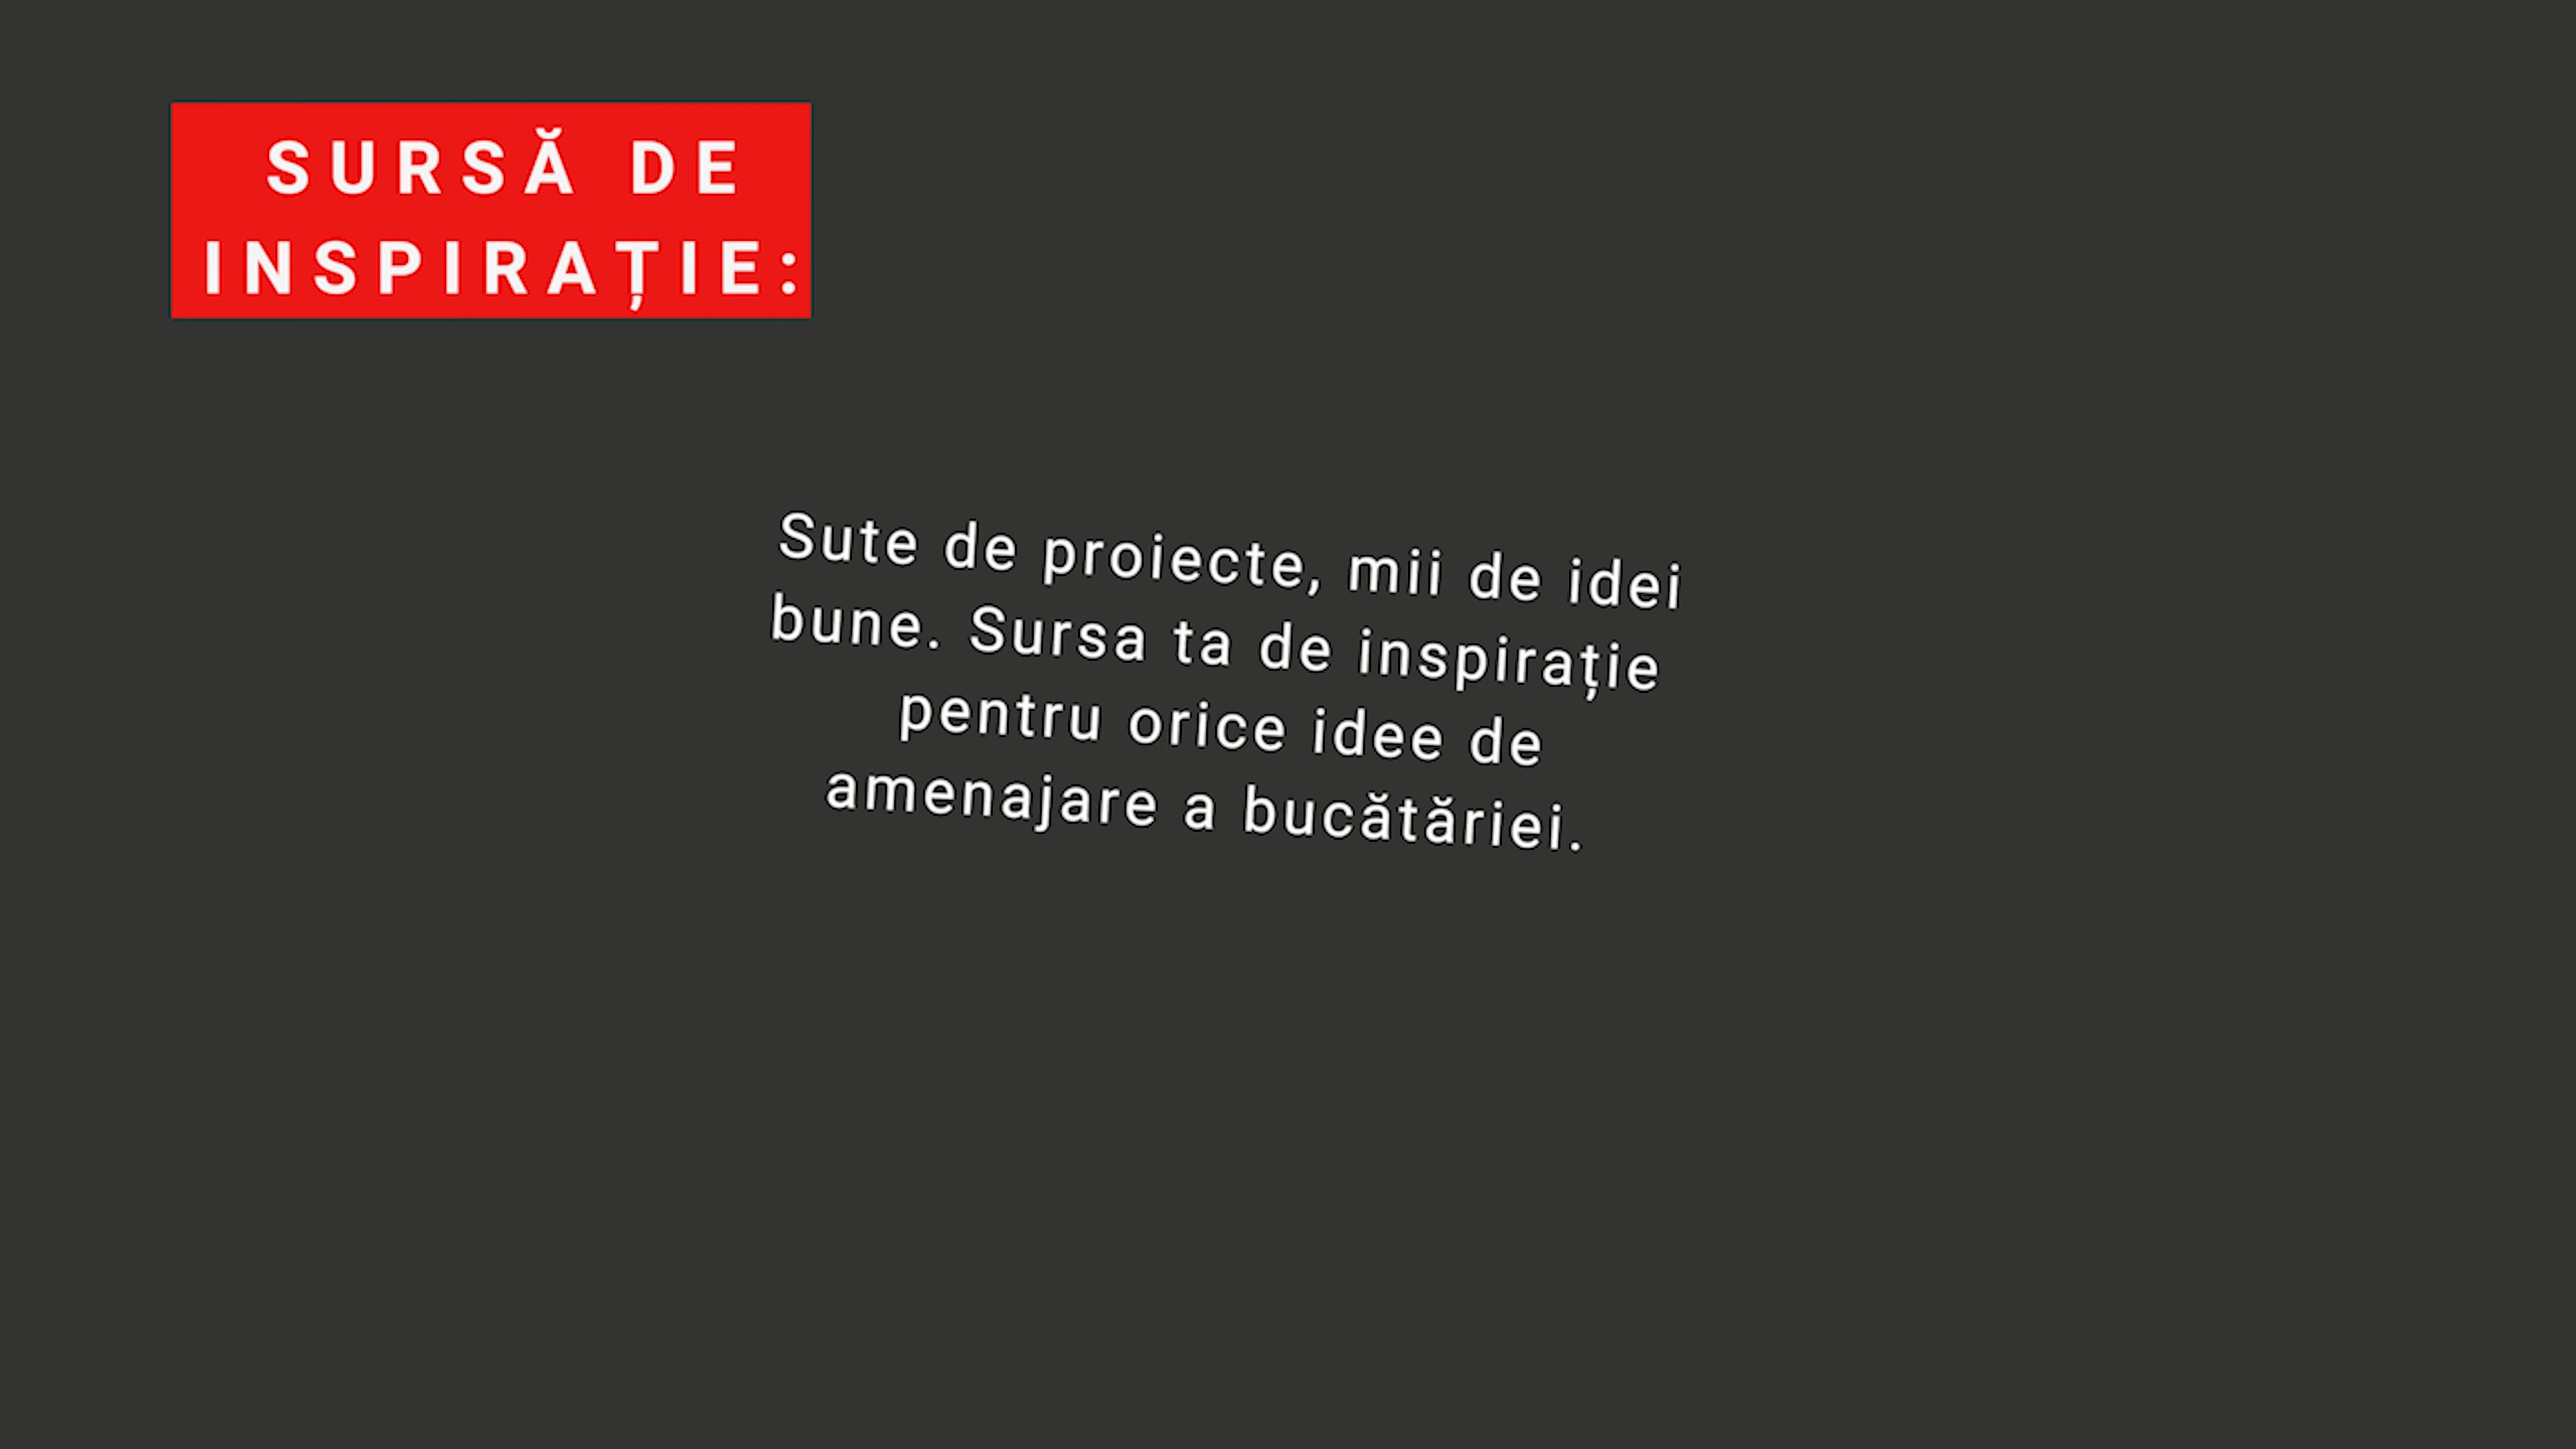 SURSĂ DE
INSPIRAȚIE:
Sute de proiecte, mii de idei
bune. Sursa ta de inspirație
pentru orice idee de
amenajare a bucătăriei.